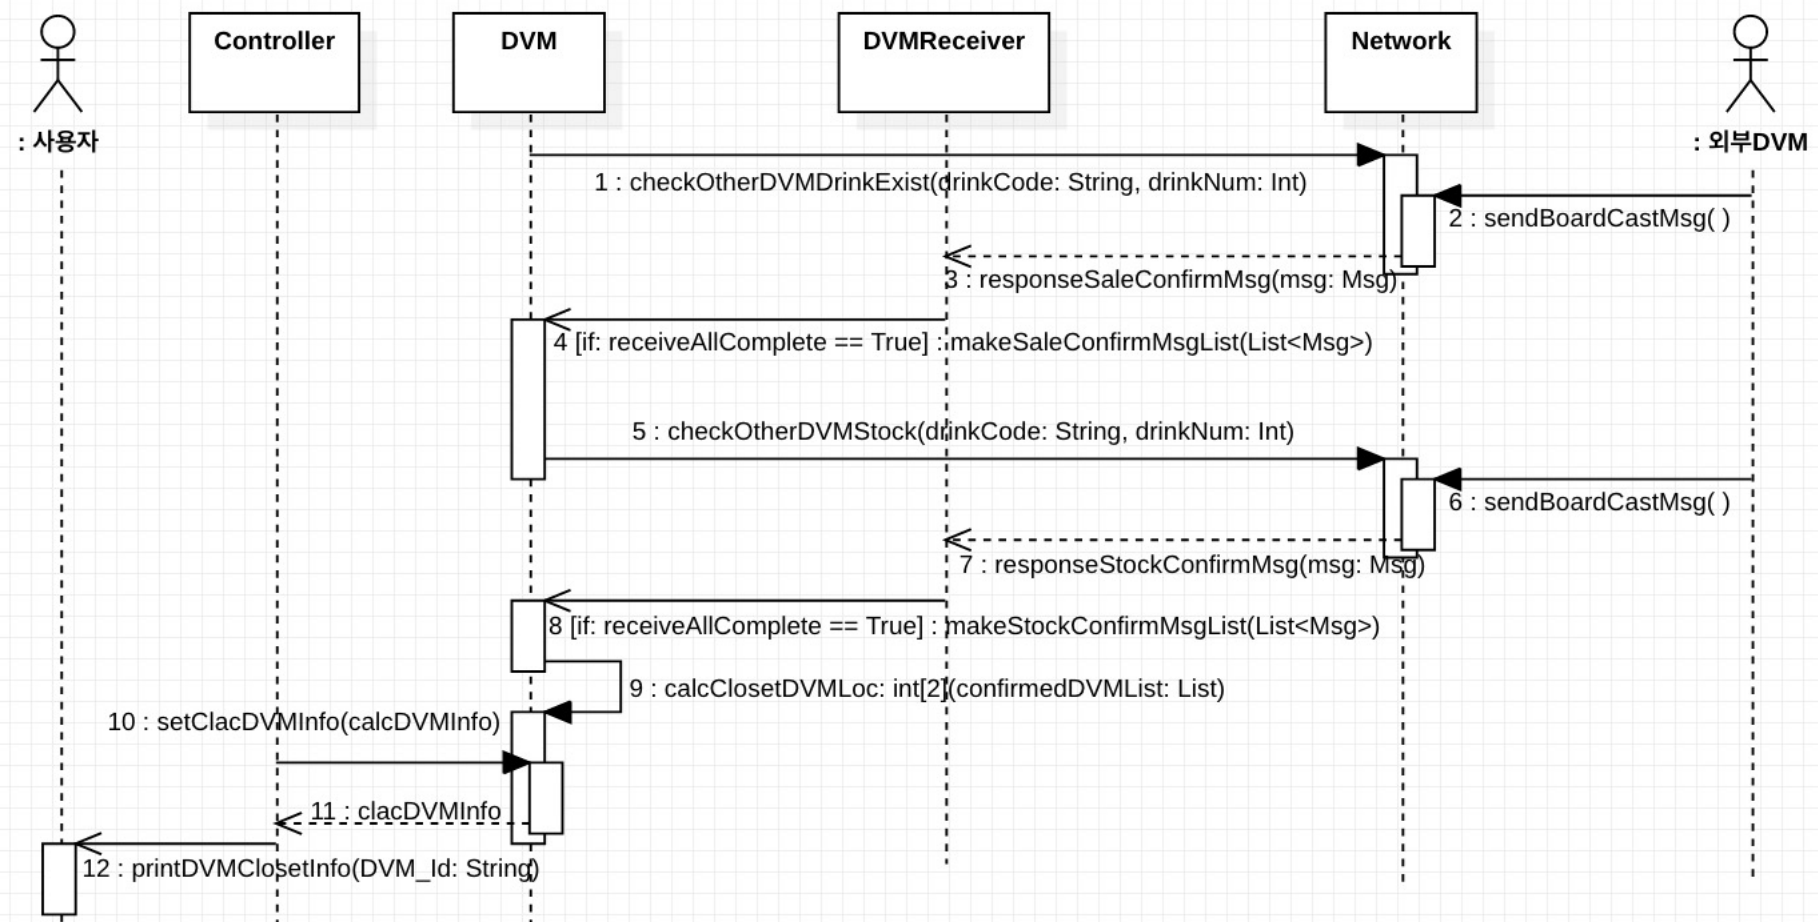 Controller
DVM
DVMReceiver
Network
: 사용자
: 외부DVM
1 : checkOtherDVMDrinkExist(drinkCode: String, drinkNum: Int)
2 : sendBoardCastMsg( )
3 : responseSaleConfirmMsg(msg: Msg)
4 [if: receiveAllComplete == True] : makeSaleConfirmMsgList(List<Msg>)
5 : checkOtherDVMStock(drinkCode: String, drinkNum: Int)
6 : sendBoardCastMsg( )
7 : responseStockConfirmMsg(msg: Msg)
8 [if: receiveAllComplete == True] : makeStockConfirmMsgList(List<Msg>)
9 : calcClosetDVMLoc: int[2](confirmedDVMList: List)
10 : setClacDVMInfo(calcDVMInfo)
11 : clacDVMInfo
12 : printDVMClosetInfo(DVM_Id: String)